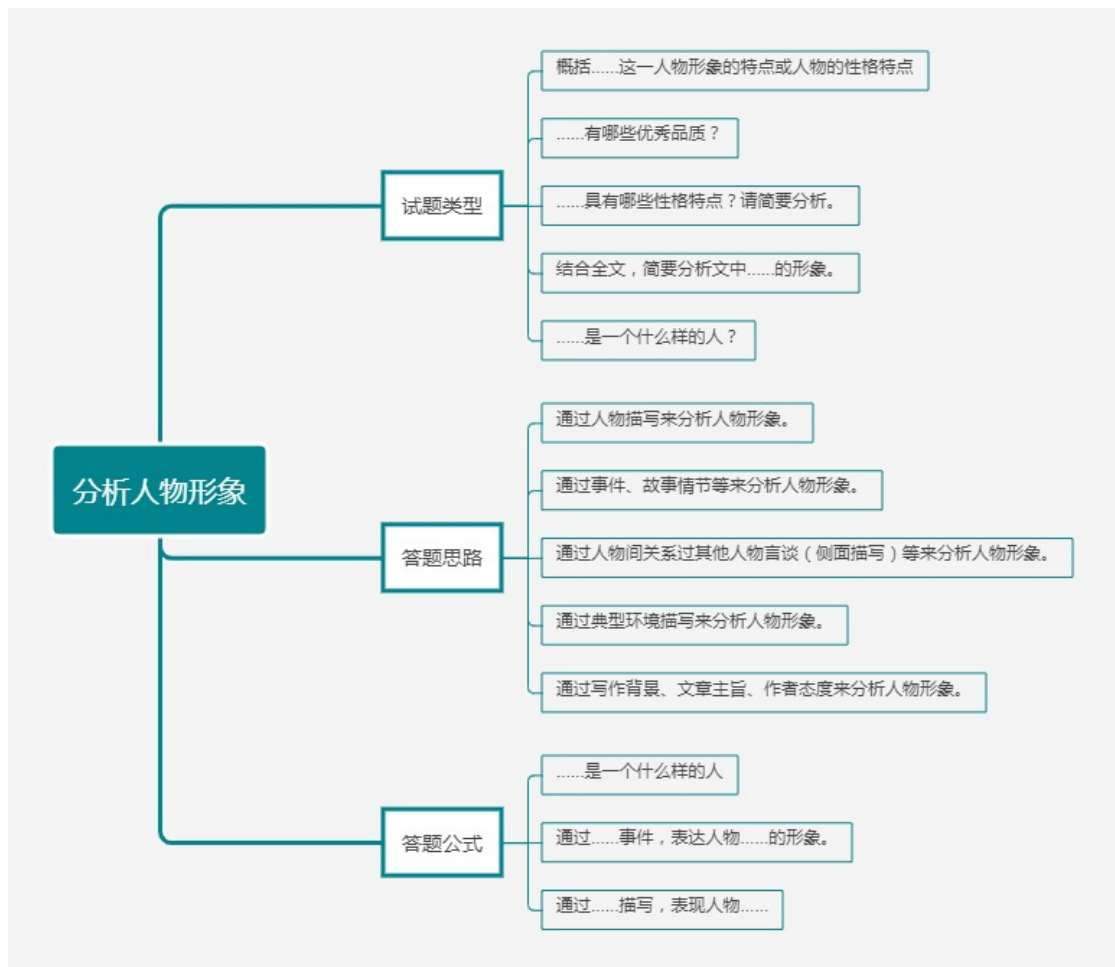 分析人物形象
试题类型
概括……这一人物形象的特点或人物的性格特点
……有哪些优秀品质？
……具有哪些性格特点？请简要分析。
结合全文，简要分析文中……的形象。
……是一个什么样的人？
答题思路
通过人物描写来分析人物形象。
通过事件、故事情节等来分析人物形象。
通过人物间关系过其他人物言谈（侧面描写）等来分析人物形象。
通过典型环境描写来分析人物形象。
通过写作背景、文章主旨、作者态度来分析人物形象。
答题公式
……是一个什么样的人
通过……事件，表达人物……的形象。
通过……描写，表现人物……